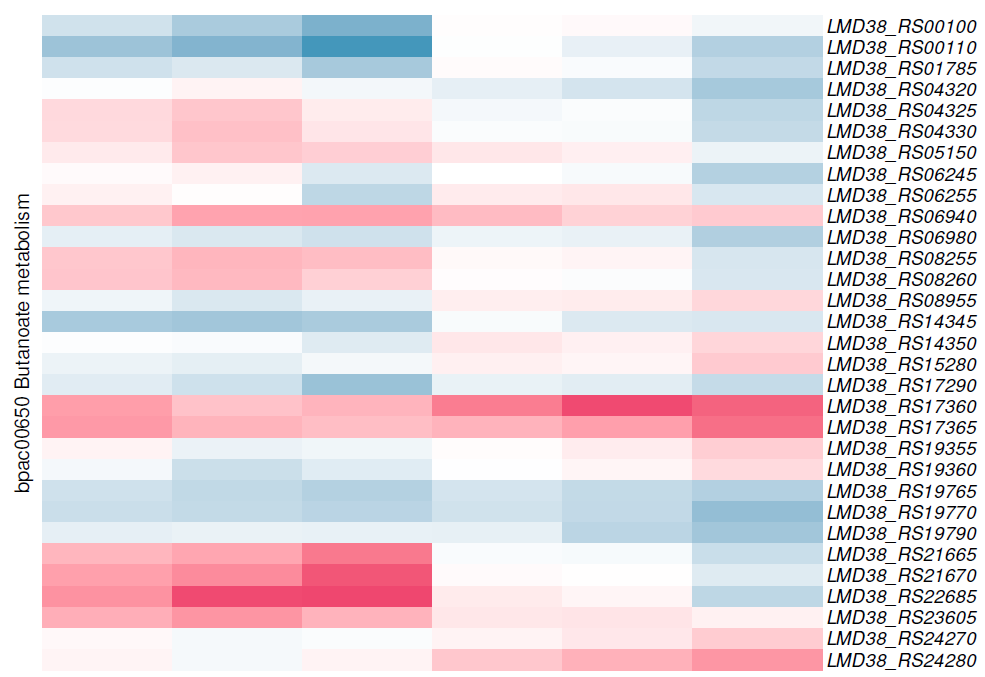 bpac00650 Butanoate metabolism
LMD38_RS00100
LMD38_RS00110
LMD38_RS01785
LMD38_RS04320
LMD38_RS04325
LMD38_RS04330
LMD38_RS05150
LMD38_RS06245
LMD38_RS06255
LMD38_RS06940
LMD38_RS06980
LMD38_RS08255
LMD38_RS08260
LMD38_RS08955
LMD38_RS14345
LMD38_RS14350
LMD38_RS15280
LMD38_RS17290
LMD38_RS17360
LMD38_RS17365
LMD38_RS19355
LMD38_RS19360
LMD38_RS19765
LMD38_RS19770
LMD38_RS19790
LMD38_RS21665
LMD38_RS21670
LMD38_RS22685
LMD38_RS23605
LMD38_RS24270
LMD38_RS24280